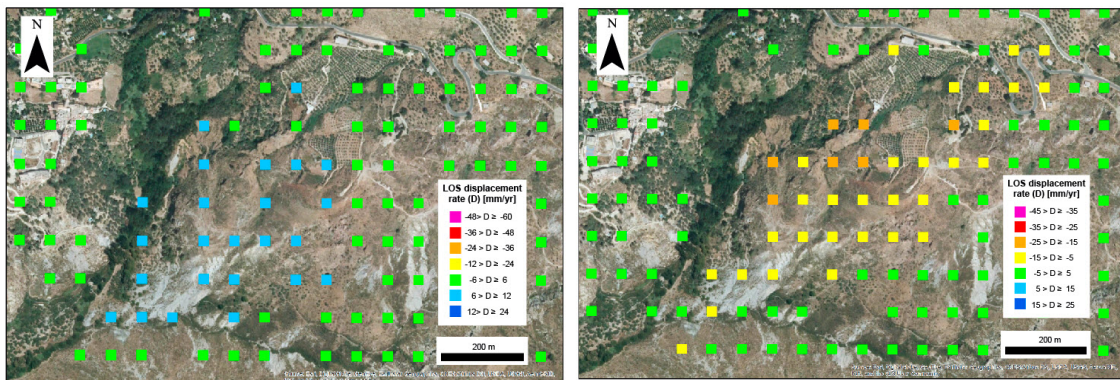 N
LOS displacement
rate (D) [mm/yr]
-48> D ≥ -60
-36 > D ≥ -48
-24 > D ≥ -36
-12 > D ≥ -24
-6 > D ≥ 6
6 > D ≥ 12
12> D ≥ 24
200 m
N
LOS displacement
rate (D) [mm/yr]
-45 > D ≥ -35
-35 > D ≥ -25
-25 > D ≥ -15
-15 > D ≥ -5
-5 > D ≥ 5
5 > D ≥ 15
15 > D ≥ 25
200 m